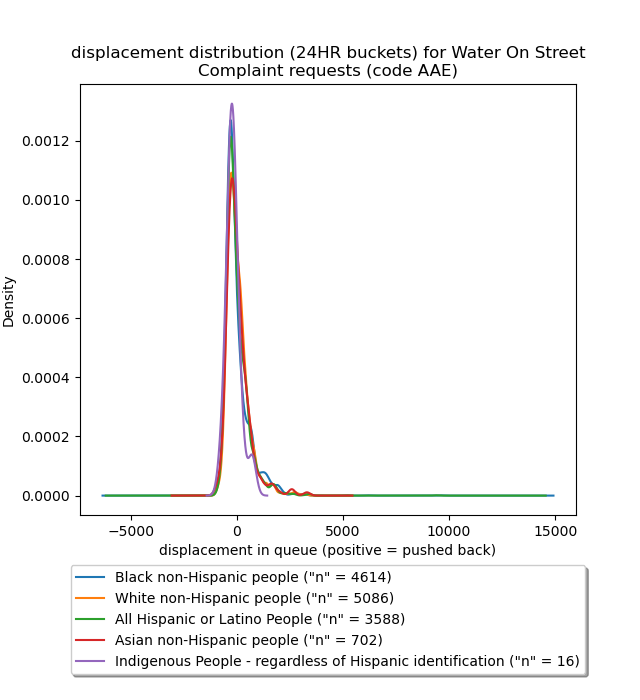 displacement distribution (24HR buckets) for Water On Street
Complaint requests (code AAE)
Density
0.0012
0.0010
0.0008
0.0006
0.0004
0.0002
0.0000
−5000 0 5000 10000 15000
displacement in queue (positive = pushed back)
Black non-Hispanic people ("n" = 4614)
White non-Hispanic people ("n" = 5086)
All Hispanic or Latino People ("n" = 3588)
Asian non-Hispanic people ("n" = 702)
Indigenous People - regardless of Hispanic identification ("n" = 16)